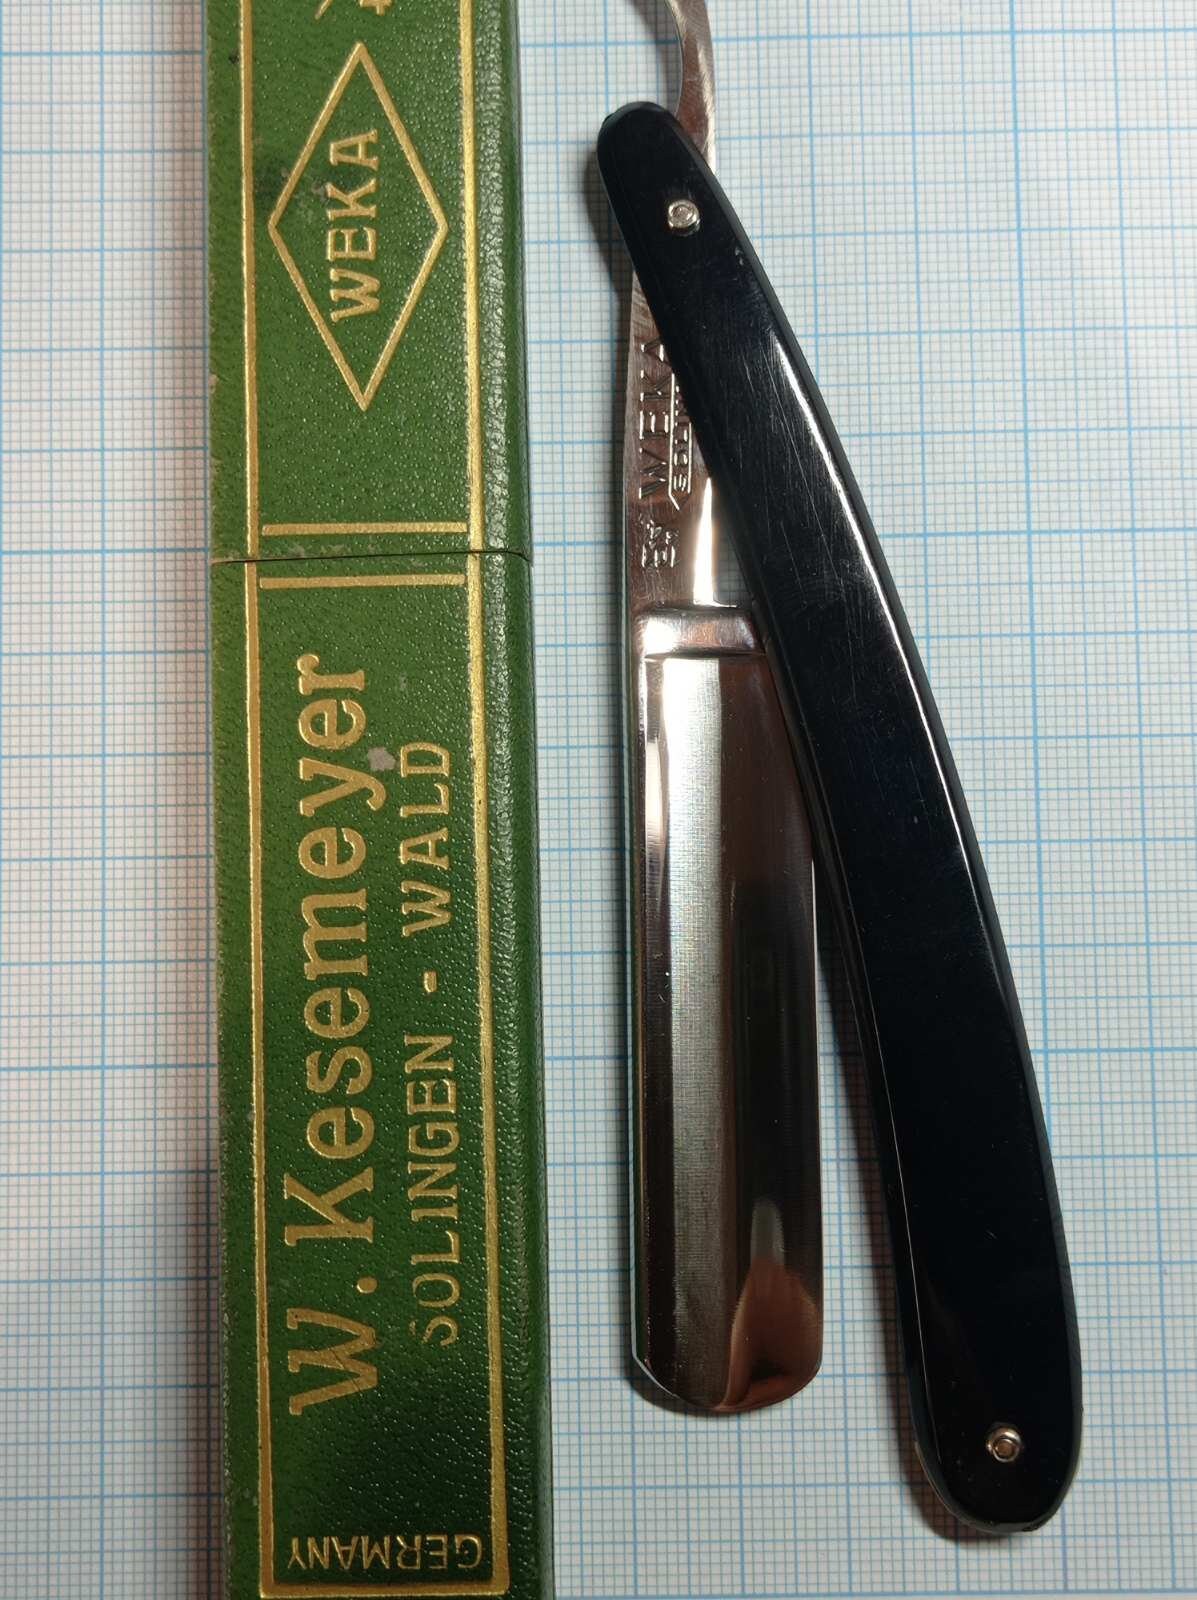 WEKA
W. Kesemeyer
SOLINGEN - WALD
GERMANY
WEKA